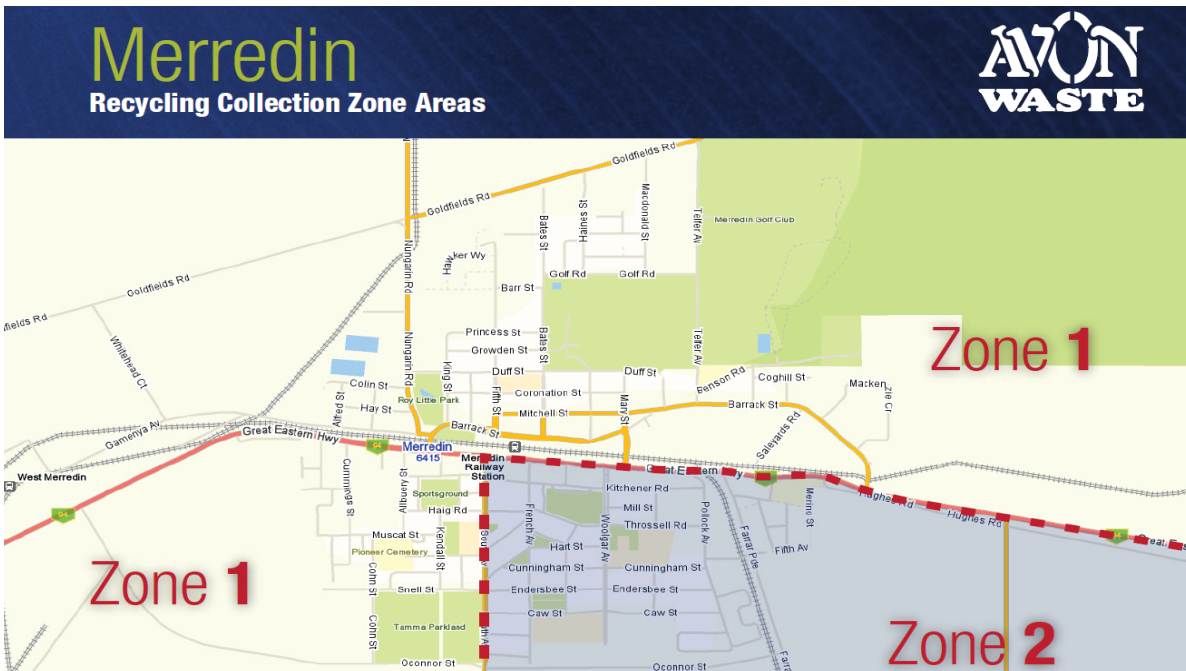 Merredin
Recycling Collection Zone Areas
AVON
WASTE
Goldfields Rd
Goldfields Rd
Goldfields Rd
Nungarin Rd
Nungarin Rd
Bates St
Haines St
Macdonald St
Telfer Av
Merredin Golf Club
Golf Rd
Golf Rd
Barr St
Whitehead Ct
Princess St
Growden St
Bates St
Telfer Av
Zone 1
Colin St
King St
Duff St
Duff St
Benson Rd
Coghill St
Coronation St
Alfred St
Hay St
Roy Little Park
Fifth St
Mitchell St
Mary St
Barrack St
Barrack St
Saleyards Rd
Gamenya Av
Great Eastern Hwy
94
Merredin
6415
Merredin
Railway
Station
West Merredin
94
Great Eastern Hwy
Hughes Rd
Hughes Rd
Cummings St
Allbeury St
Sportsground
Haig Rd
Kitchener Rd
Mill St
Throssell Rd
French Av
Woolgar Av
Pollock Av
Merino St
Farrar Pde
Fifth Av
Muscat St
Kendall St
Pioneer Cemetery
Hart St
Cunningham St
Cunningham St
Zone 1
Cohn St
Snell St
Endersbee St
Endersbee St
Caw St
Caw St
Cohn St
Tamma Parkland
Zone 2
Oconnor St
Oconnor St